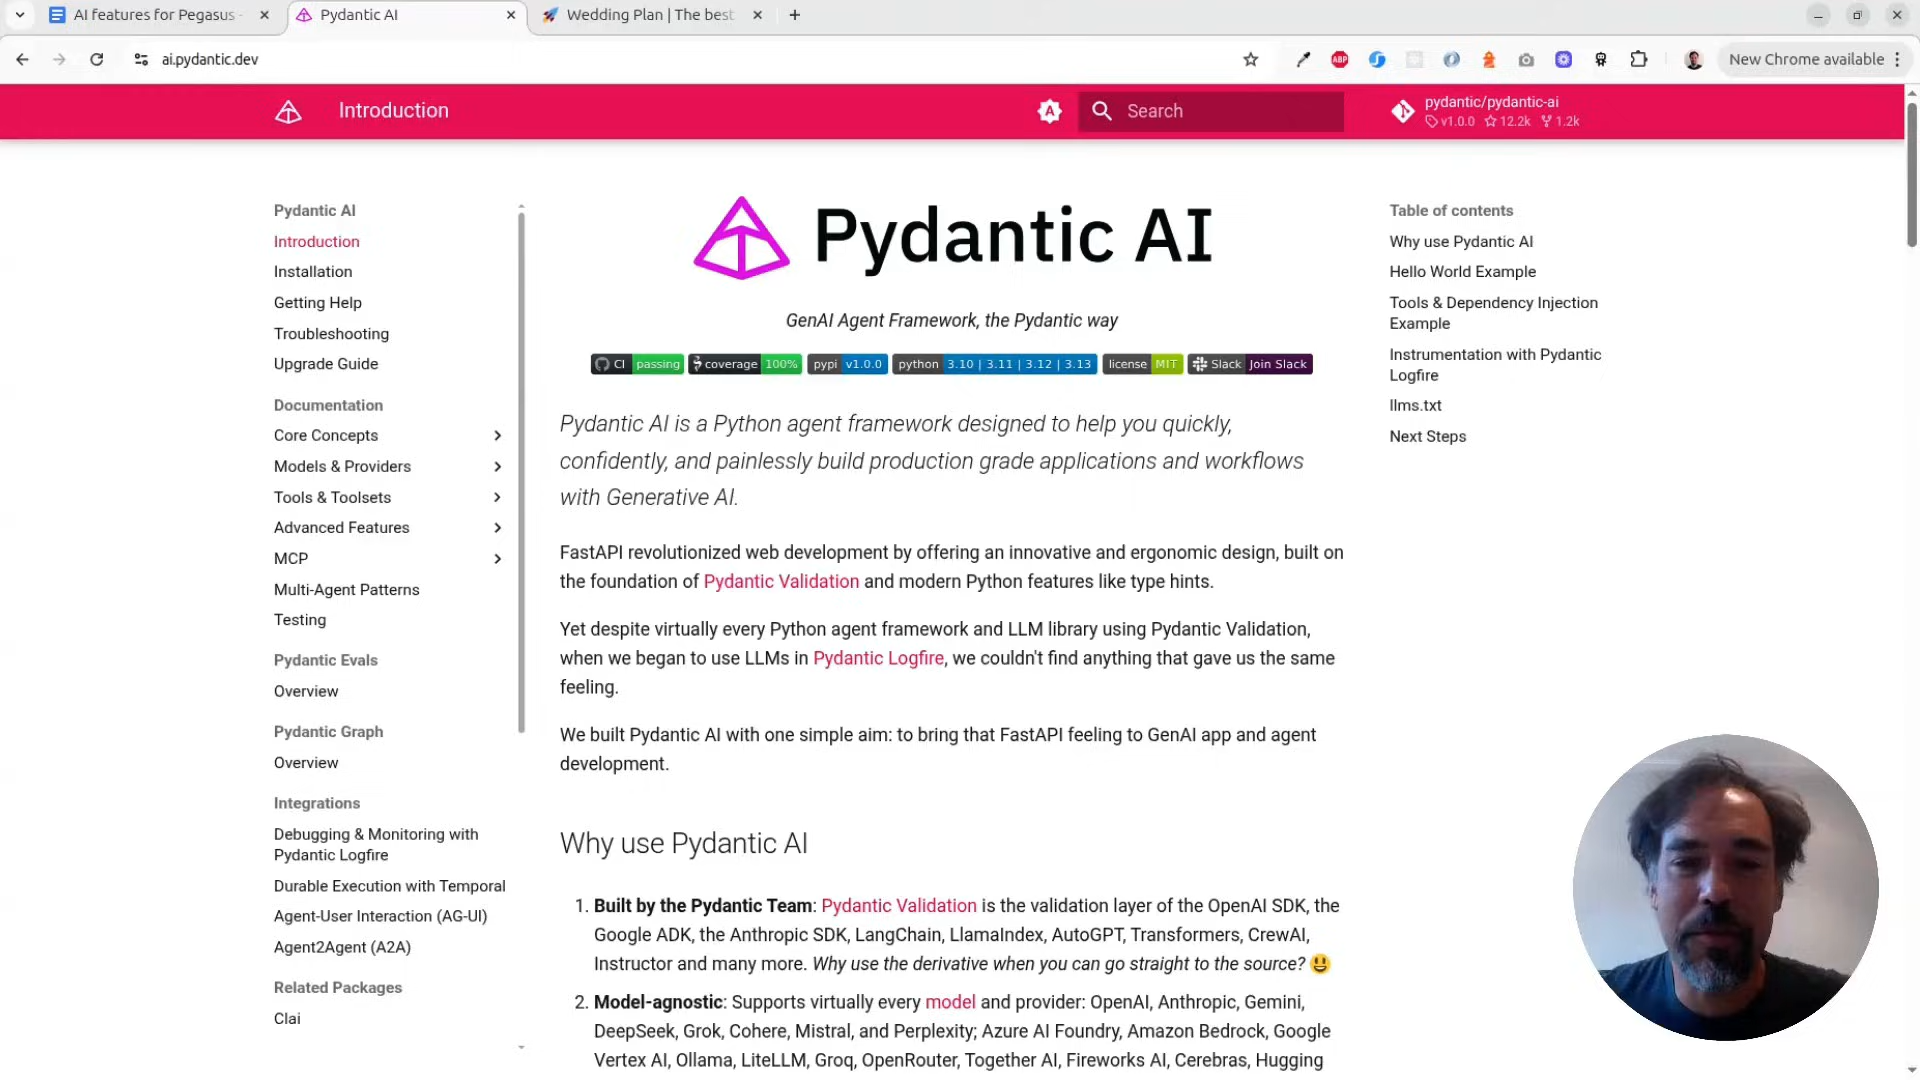 AI features for Pegasus -
Pydantic AI
Wedding Plan | The best
ai.pydantic.dev
ABP
New Chrome available
Introduction
A
Search
pydantic/pydantic-ai
v1.0.0 12.2k 1.2k
Pydantic AI
Introduction
Installation
Getting Help
Troubleshooting
Upgrade Guide
Documentation
Core Concepts
Models & Providers
Tools & Toolsets
Advanced Features
MCP
Multi-Agent Patterns
Testing
Pydantic Evals
Overview
Pydantic Graph
Overview
Integrations
Debugging & Monitoring with
Pydantic Logfire
Durable Execution with Temporal
Agent-User Interaction (AG-UI)
Agent2Agent (A2A)
Related Packages
Clai
Pydantic AI
GenAI Agent Framework, the Pydantic way
CI passing coverage 100% pypi v1.0.0 python 3.10 | 3.11 | 3.12 | 3.13 license MIT Slack Join Slack
Pydantic AI is a Python agent framework designed to help you quickly,
confidently, and painlessly build production grade applications and workflows
with Generative AI.
FastAPI revolutionized web development by offering an innovative and ergonomic design, built on
the foundation of Pydantic Validation and modern Python features like type hints.
Yet despite virtually every Python agent framework and LLM library using Pydantic Validation,
when we began to use LLMs in Pydantic Logfire, we couldn't find anything that gave us the same
feeling.
We built Pydantic AI with one simple aim: to bring that FastAPI feeling to GenAI app and agent
development.
Why use Pydantic AI
1. Built by the Pydantic Team: Pydantic Validation is the validation layer of the OpenAI SDK, the
Google ADK, the Anthropic SDK, LangChain, LlamaIndex, AutoGPT, Transformers, CrewAI,
Instructor and many more. Why use the derivative when you can go straight to the source? 😃
2. Model-agnostic: Supports virtually every model and provider: OpenAI, Anthropic, Gemini,
DeepSeek, Grok, Cohere, Mistral, and Perplexity; Azure AI Foundry, Amazon Bedrock, Google
Vertex AI, Ollama, LiteLLM, Groq, OpenRouter, Together AI, Fireworks AI, Cerebras, Hugging
Table of contents
Why use Pydantic AI
Hello World Example
Tools & Dependency Injection
Example
Instrumentation with Pydantic
Logfire
llms.txt
Next Steps